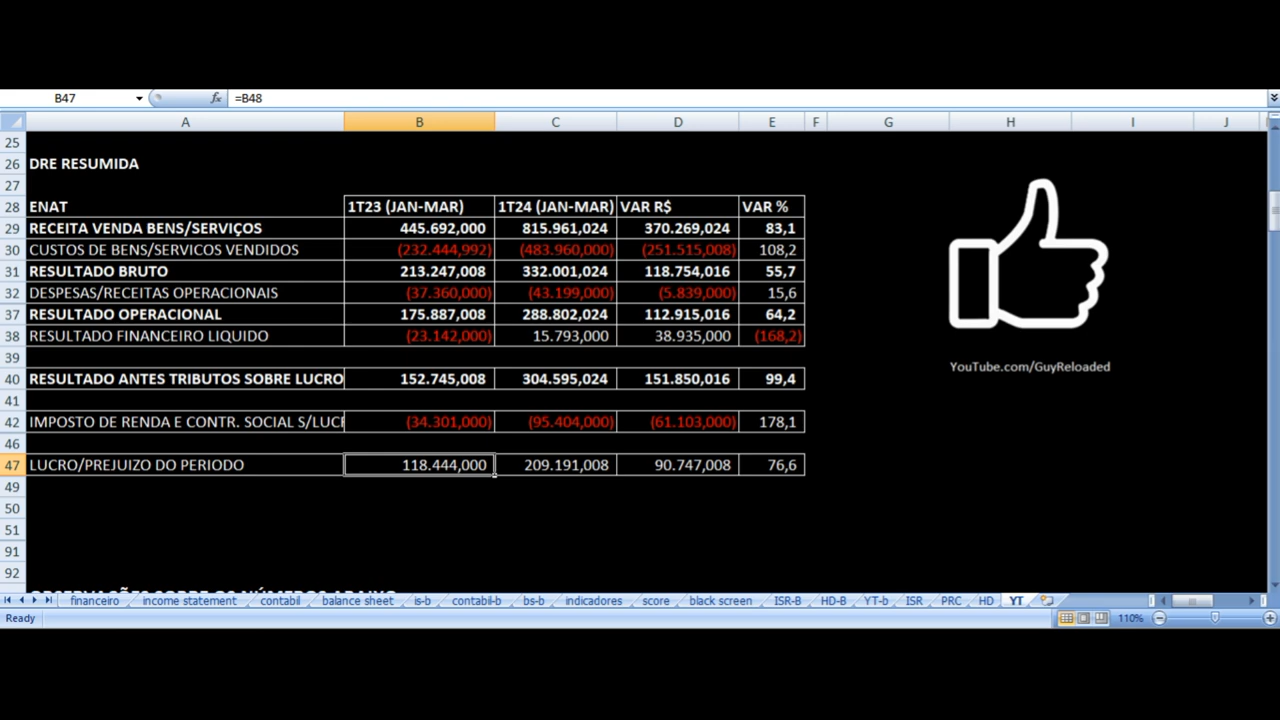 B47 fx =B48
A B C D E F G H I J
25
26 DRE RESUMIDA
27
28 ENAT 1T23 (JAN-MAR) 1T24 (JAN-MAR) VAR R$ VAR %
29 RECEITA VENDA BENS/SERVIÇOS 445.692,000 815.961,024 370.269,024 83,1
30 CUSTOS DE BENS/SERVICOS VENDIDOS (232.444,992) (483.960,000) (251.515,008) 108,2
31 RESULTADO BRUTO 213.247,008 332.001,024 118.754,016 55,7
32 DESPESAS/RECEITAS OPERACIONAIS (37.360,000) (43.199,000) (5.839,000) 15,6
37 RESULTADO OPERACIONAL 175.887,008 288.802,024 112.915,016 64,2
38 RESULTADO FINANCEIRO LIQUIDO (23.142,000) 15.793,000 38.935,000 (168,2)
39
YouTube.com/GuyReloaded
40 RESULTADO ANTES TRIBUTOS SOBRE LUCRO 152.745,008 304.595,024 151.850,016 99,4
41
42 IMPOSTO DE RENDA E CONTR. SOCIAL S/LUCR (34.301,000) (95.404,000) (61.103,000) 178,1
46
47 LUCRO/PREJUIZO DO PERIODO 118.444,000 209.191,008 90.747,008 76,6
49
50
51
91
92
financeiro income statement contabil balance sheet is-b contabil-b bs-b indicadores score black screen ISR-B HD-B YT-b ISR PRC HD YT
Ready 110%